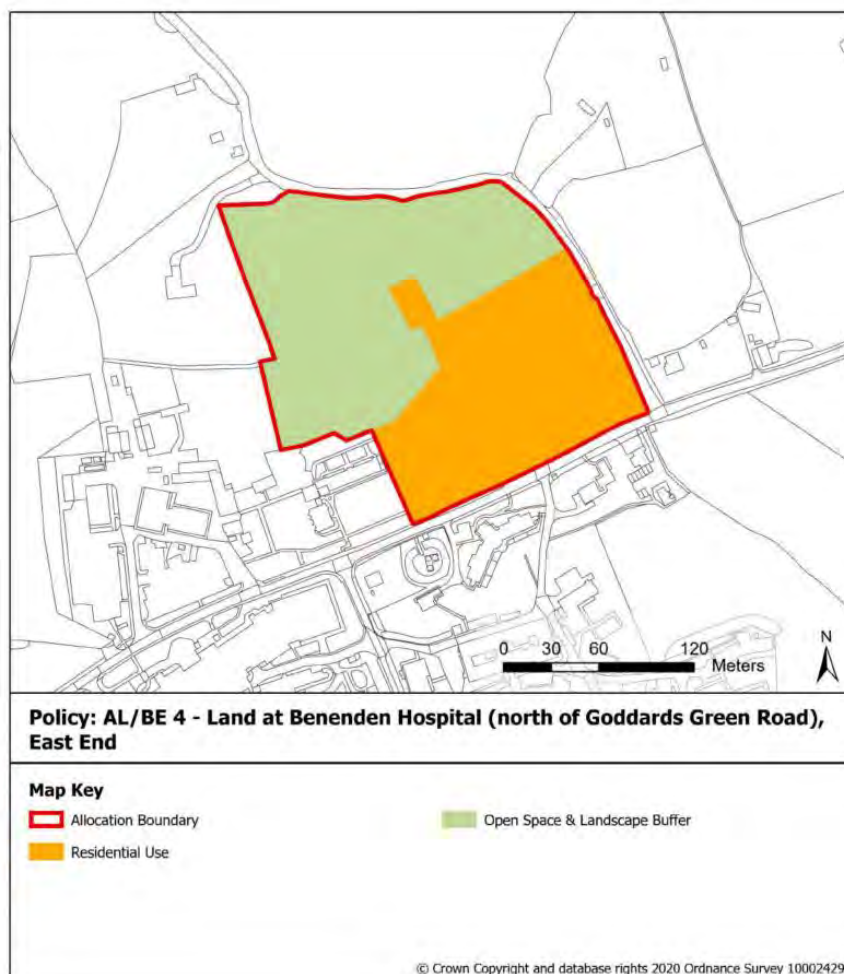 0 30 60 120
Meters
N
Policy: AL/BE 4 - Land at Benenden Hospital (north of Goddards Green Road),
East End
Map Key
Allocation Boundary
Open Space & Landscape Buffer
Residential Use
© Crown Copyright and database rights 2020 Ordnance Survey 10002429